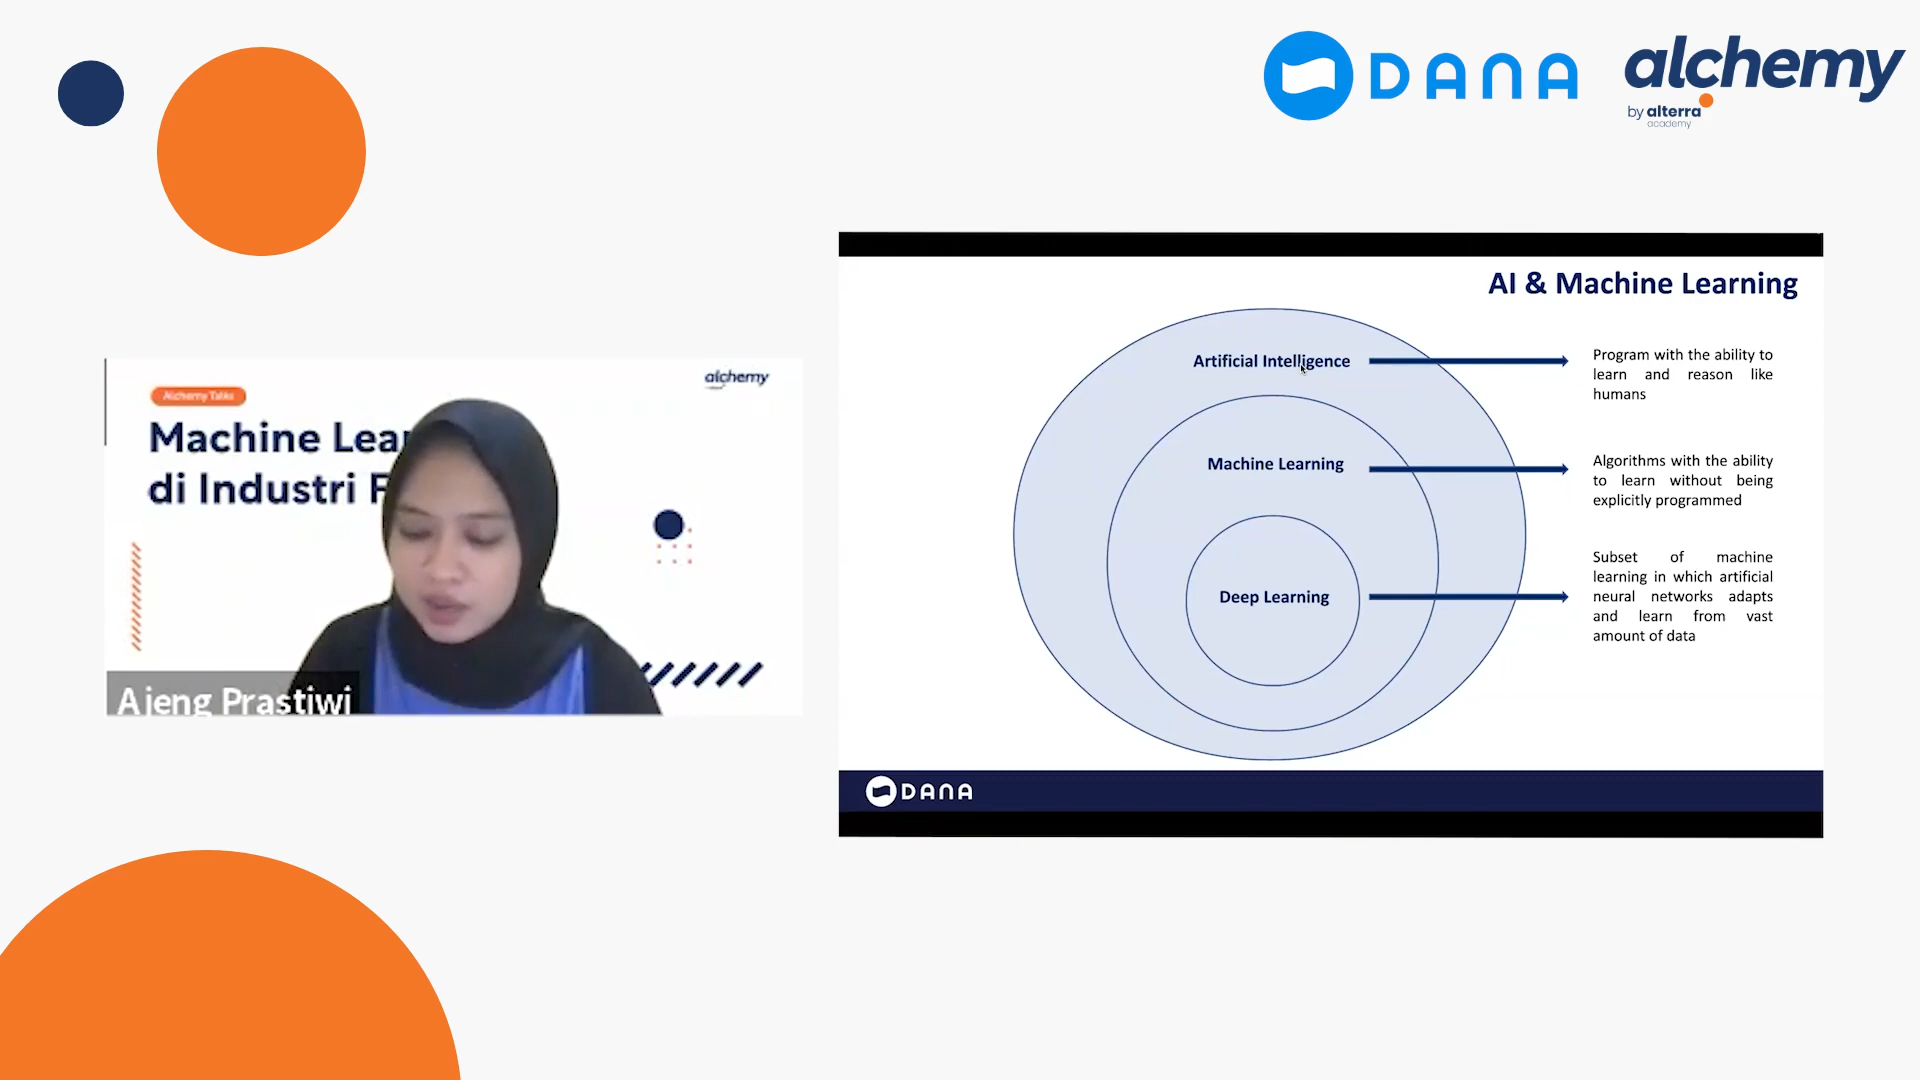 DANA
alchemy
by alterra
academy
alchemy
Alchemy Talks
Machine Lear
di Industri F
Ajeng Prastiwi
AI & Machine Learning
Artificial Intelligence
Program with the ability to
learn and reason like
humans
Machine Learning
Algorithms with the ability
to learn without being
explicitly programmed
Deep Learning
Subset of machine
learning in which artificial
neural networks adapts
and learn from vast
amount of data
DANA